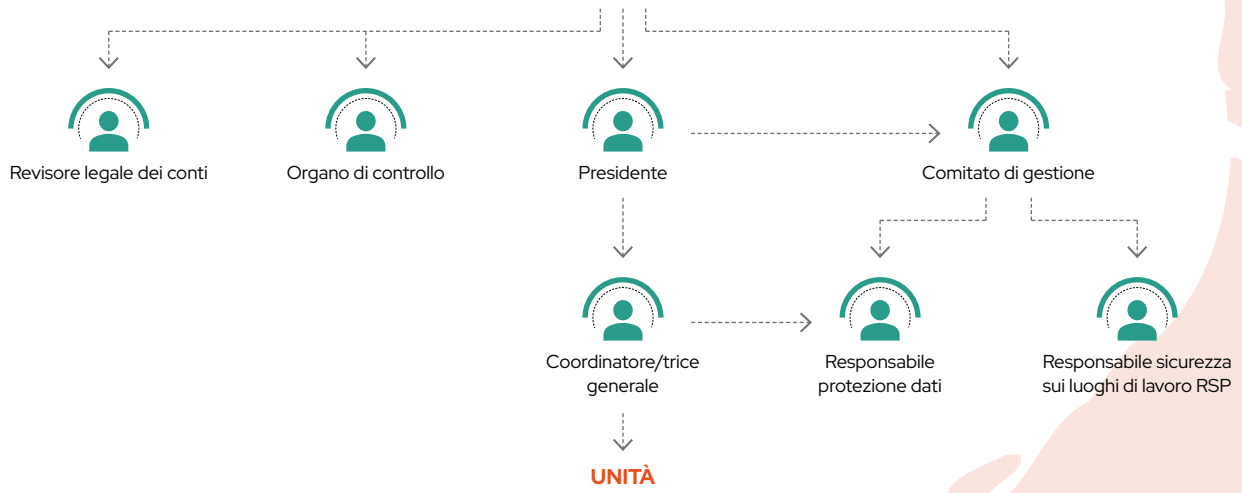 Revisore legale dei conti
Organo di controllo
Presidente
Comitato di gestione
Coordinatore/trice
generale
Responsabile
protezione dati
Responsabile sicurezza
sui luoghi di lavoro RSP
UNITÀ